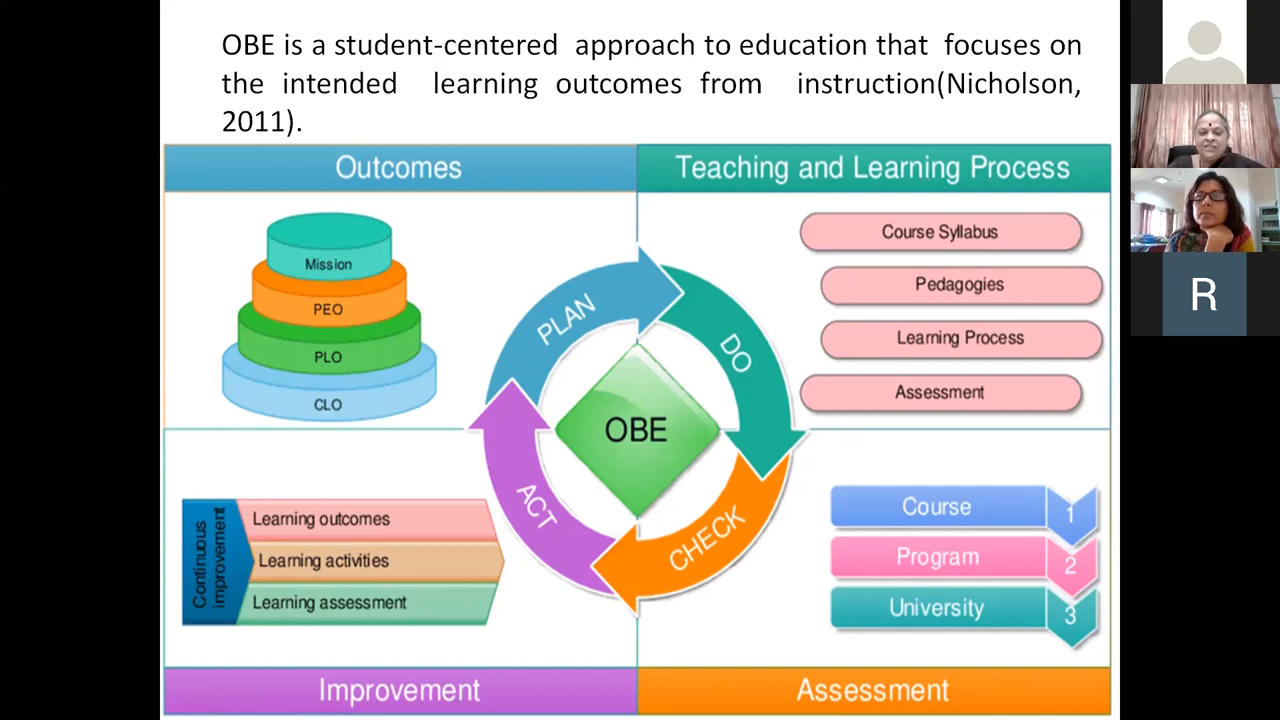 OBE is a student-centered approach to education that focuses on
the intended learning outcomes from instruction(Nicholson,
2011).
Outcomes
Teaching and Learning Process
Mission
PEO
PLO
CLO
Course Syllabus
Pedagogies
Learning Process
Assessment
PLAN
DO
OBE
ACT
CHECK
Continuous
improvement
Learning outcomes
Learning activities
Learning assessment
Course
1
Program
2
University
3
Improvement
Assessment
R